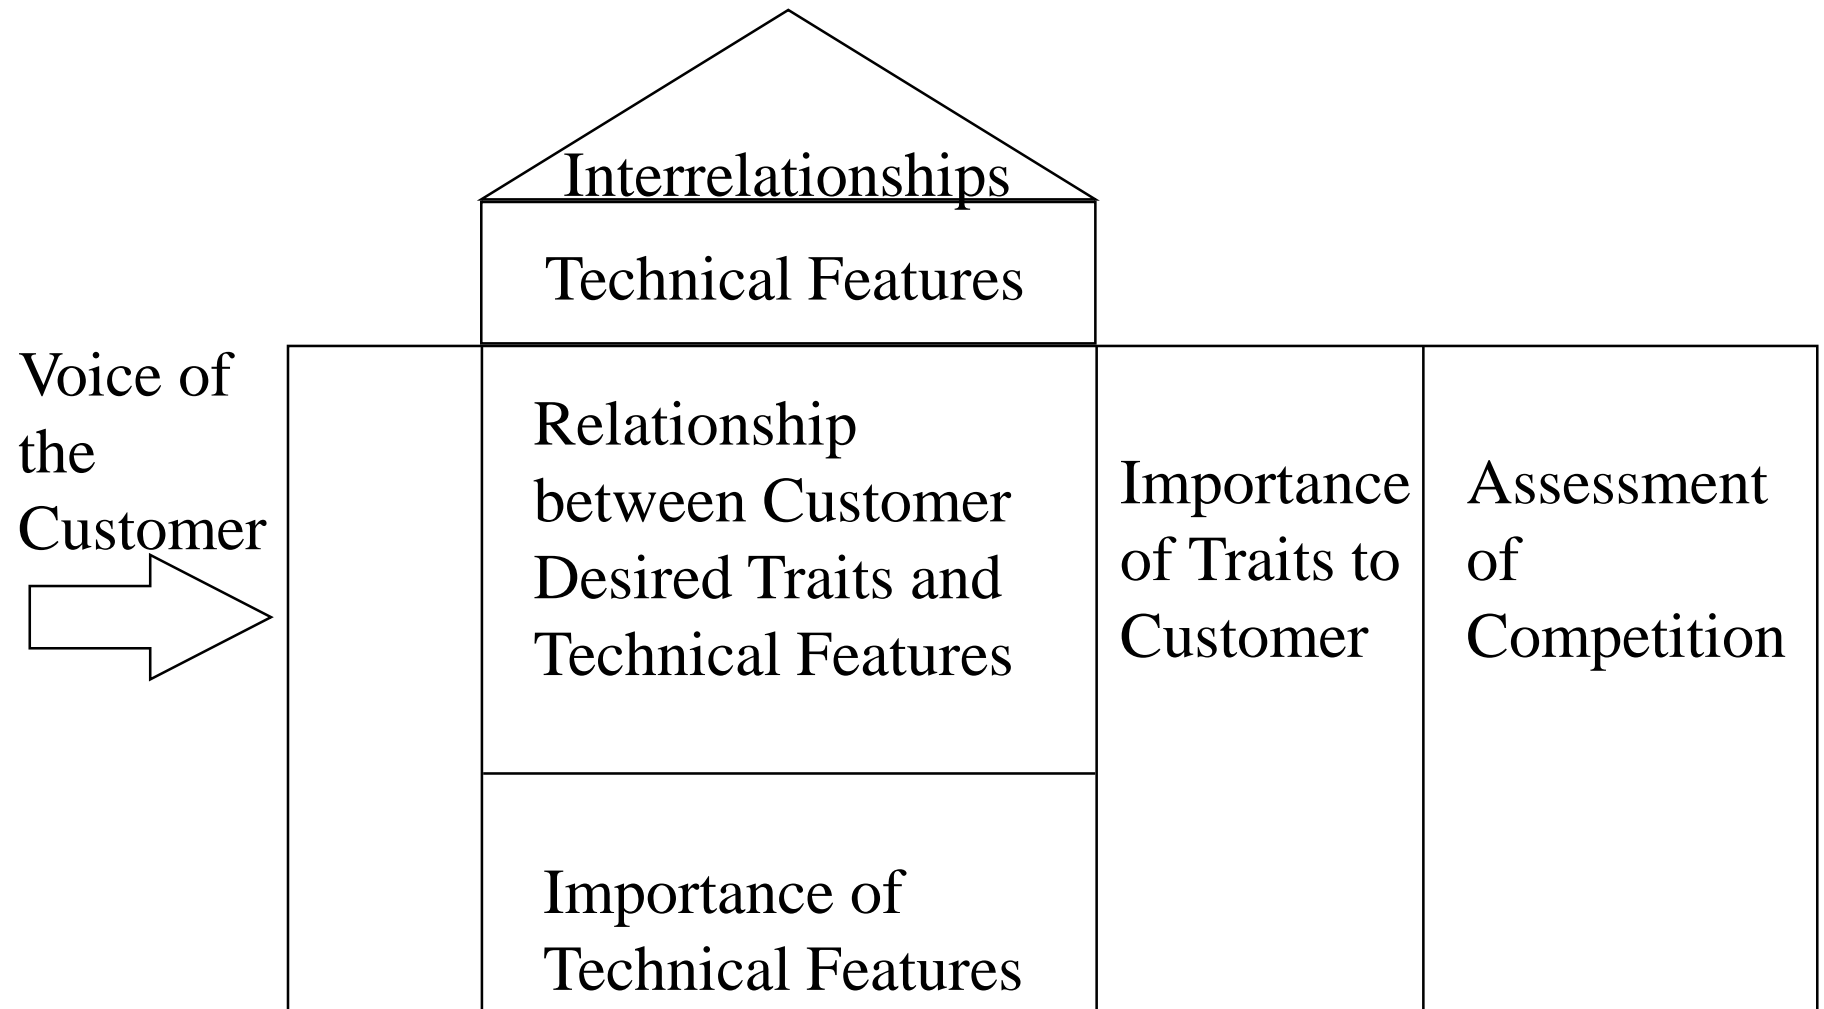 Interrelationships
Technical Features
Voice of
the
Customer
Relationship
between Customer
Desired Traits and
Technical Features
Importance
of Traits to
Customer
Assessment
of
Competition
Importance of
Technical Features